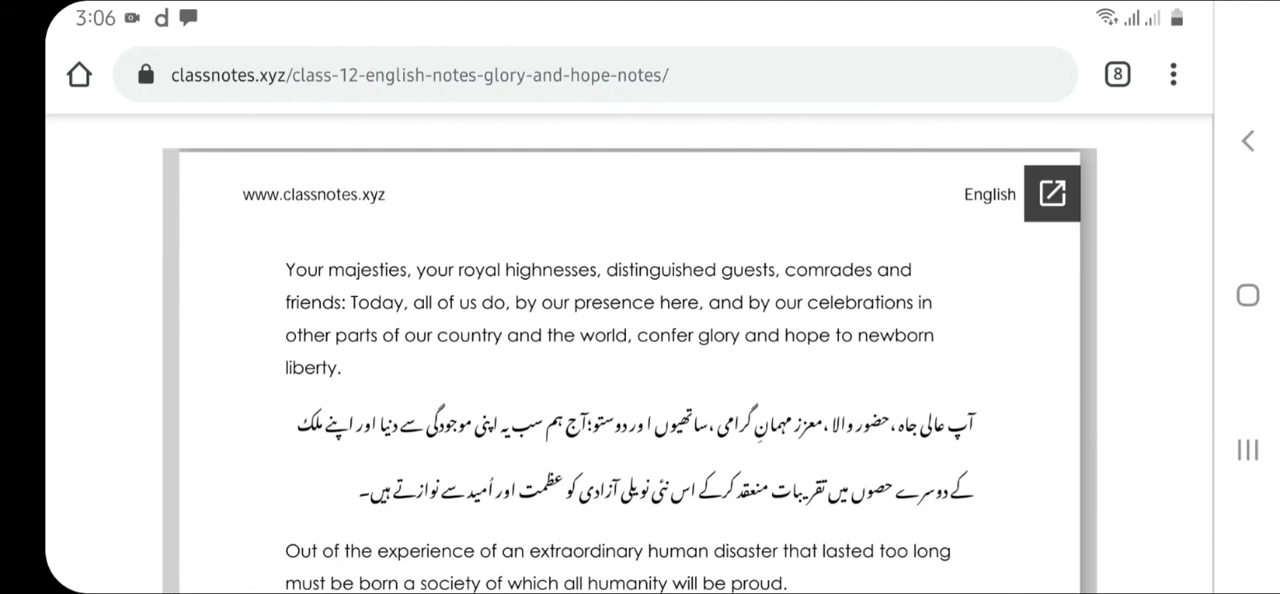 3:06 d
classnotes.xyz/class-12-english-notes-glory-and-hope-notes/ 8
www.classnotes.xyz English
Your majesties, your royal highnesses, distinguished guests, comrades and
friends: Today, all of us do, by our presence here, and by our celebrations in
other parts of our country and the world, confer glory and hope to newborn
liberty.
آپ عالی جاہ، حضور والا، معزز مہمانِ گرامی، ساتھیوں اور دوستو؛ آج ہم سب یہ اپنی موجودگی سے دنیا اور اپنے ملک
کے دوسرے حصوں میں تقریبات منعقد کرکے اس نئی نویلی آزادی کو عظمت اور اُمید سے نوازتے ہیں۔
Out of the experience of an extraordinary human disaster that lasted too long
must be born a society of which all humanity will be proud.